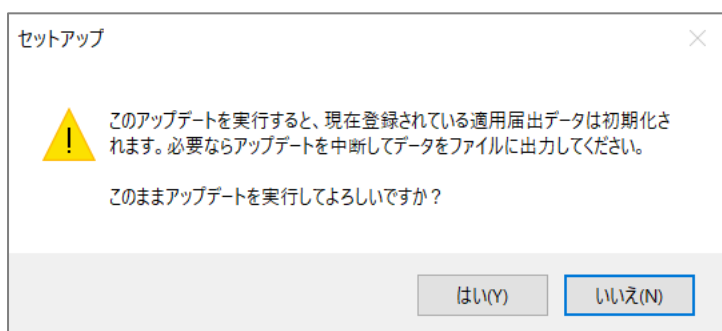 セットアップ
このアップデートを実行すると、現在登録されている適用届出データは初期化さ
れます。必要ならアップデートを中断してデータをファイルに出力してください。
このままアップデートを実行してよろしいですか？
はい(Y)
いいえ(N)